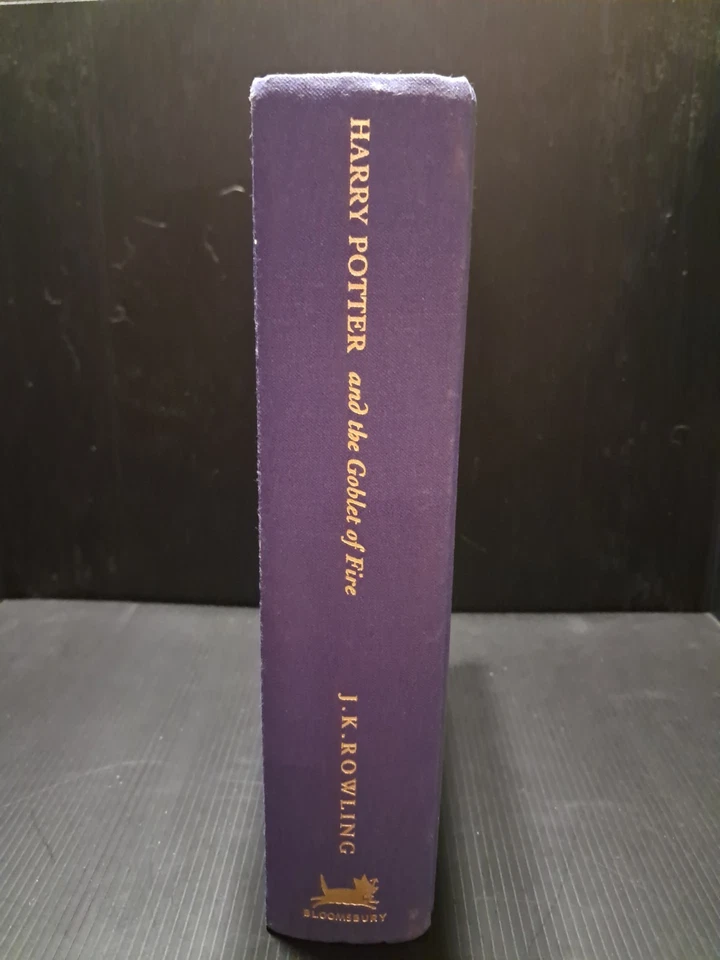 HARRY POTTER and the Goblet of Fire
J.K.ROWLING
BLOOMSBURY